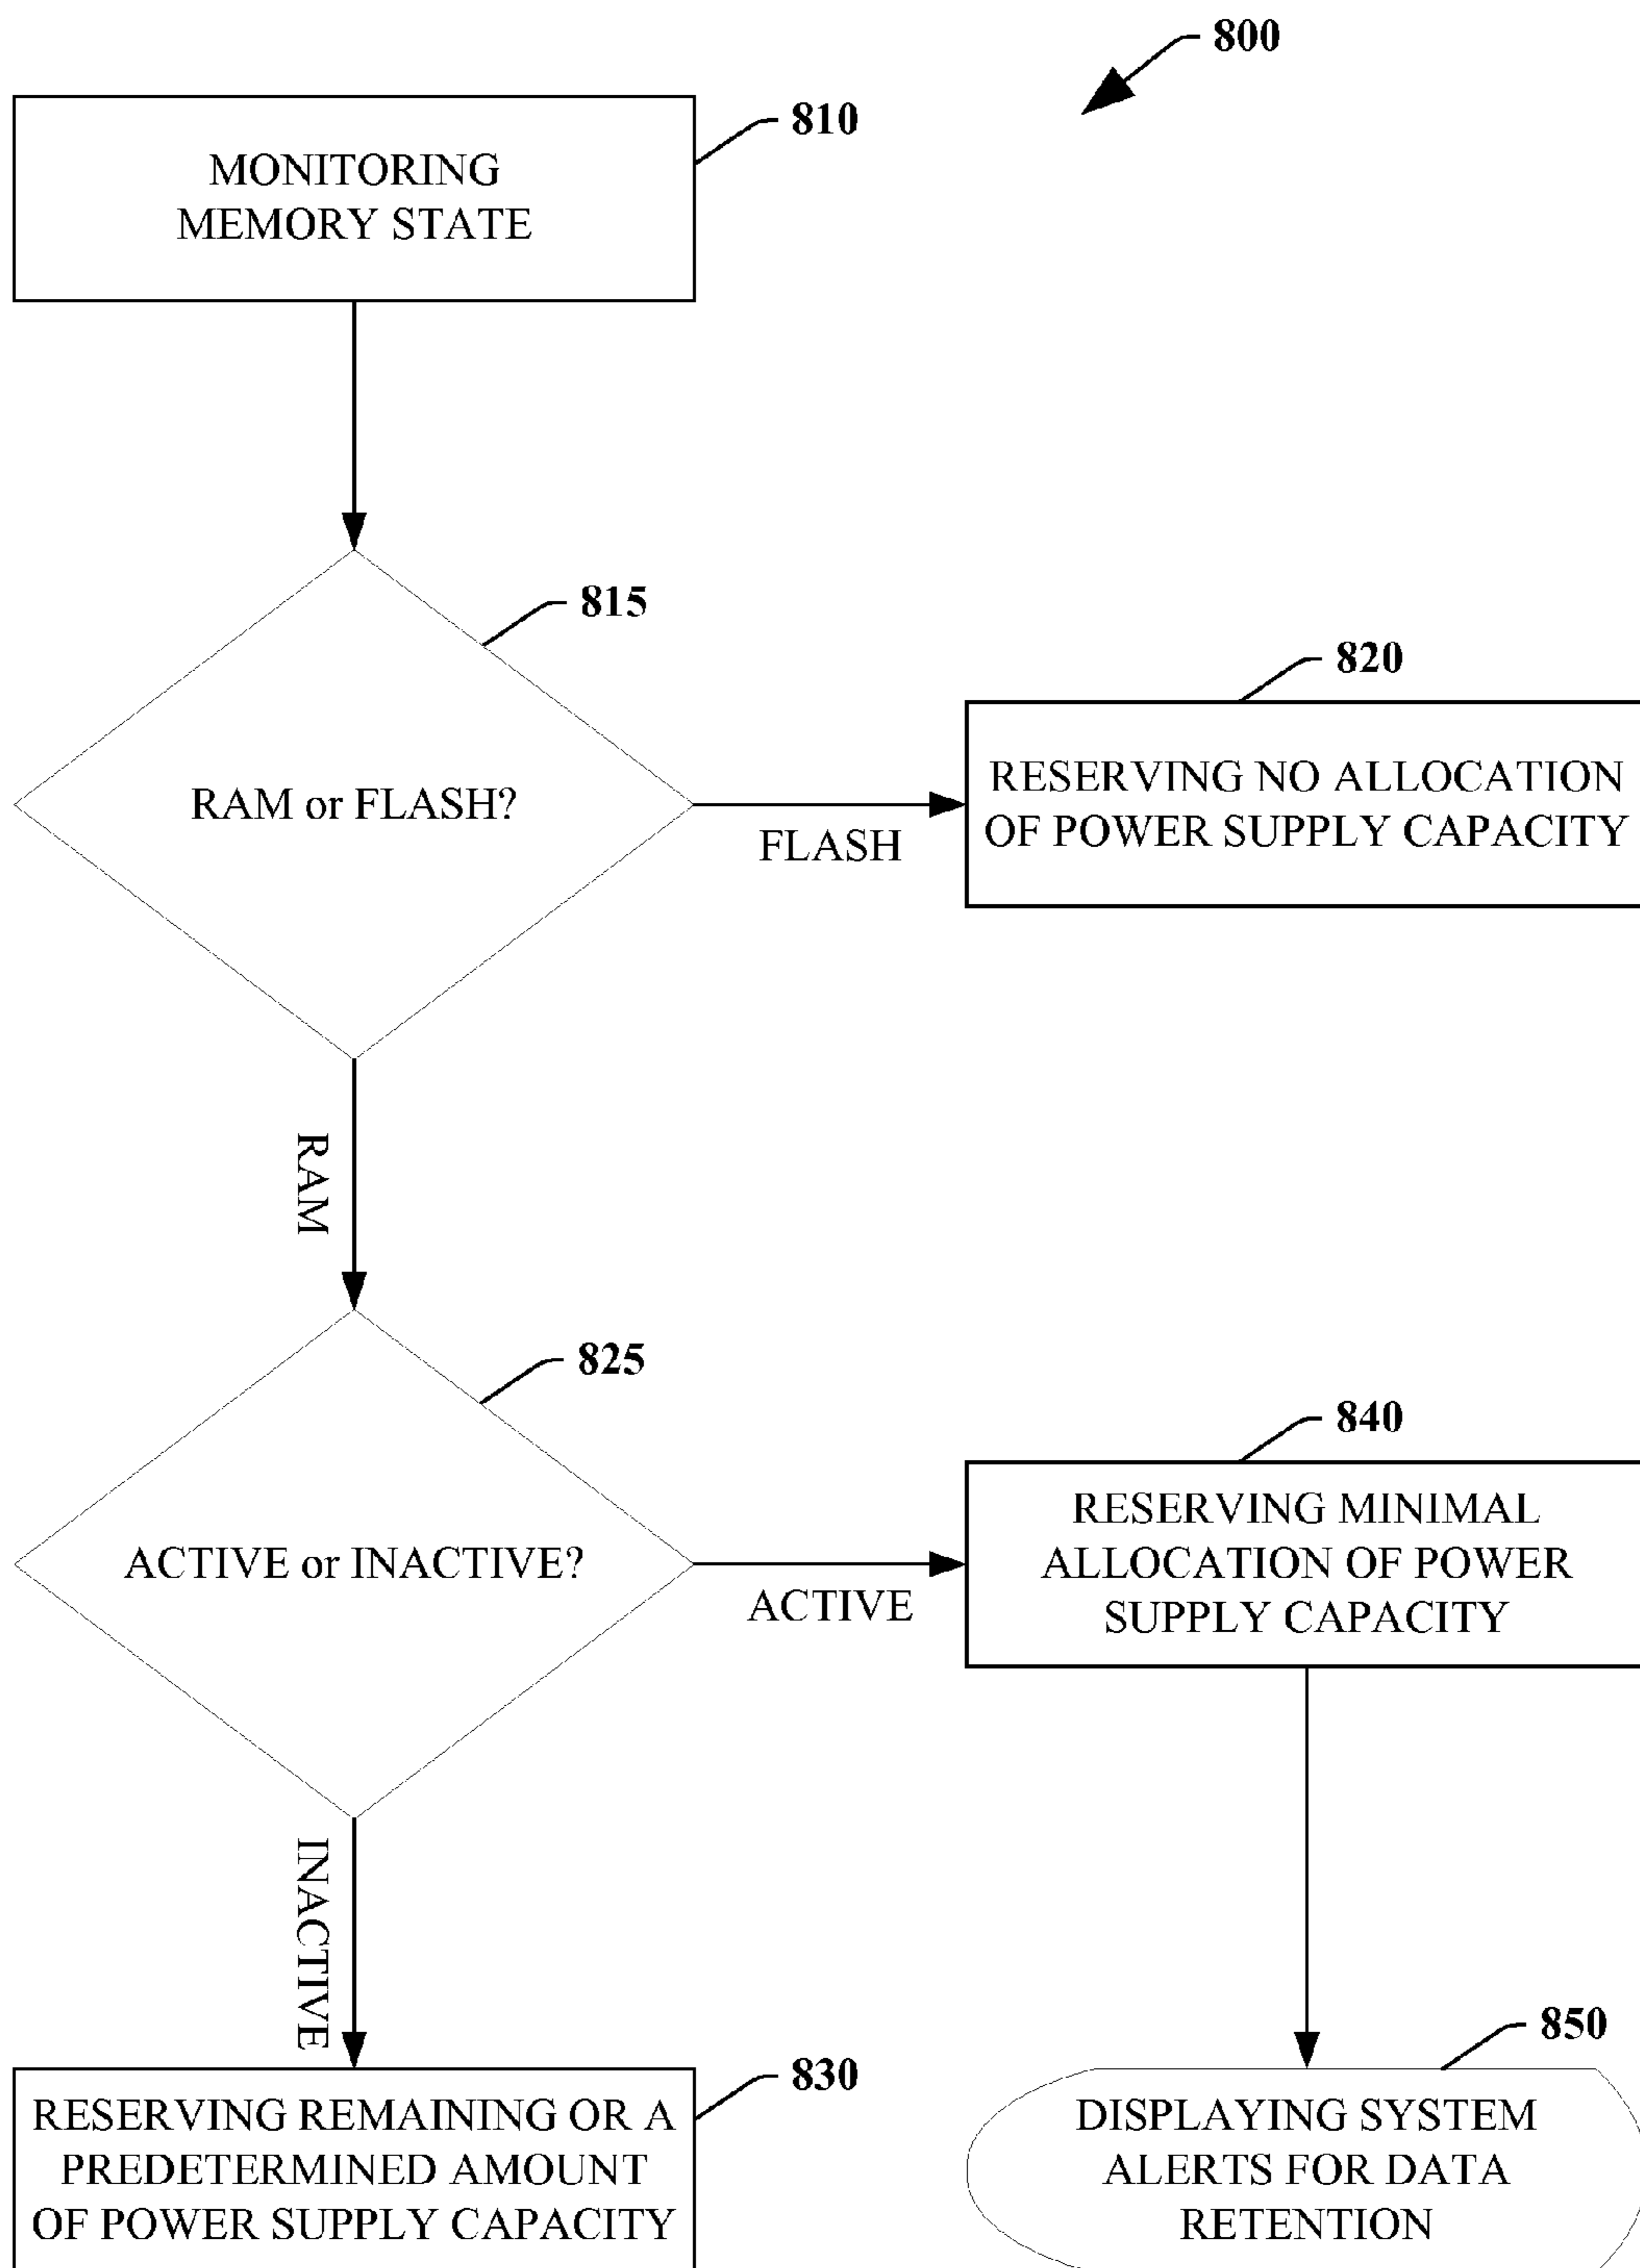 800
810
MONITORING
MEMORY STATE
815
RAM or FLASH?
FLASH
820
RESERVING NO ALLOCATION
OF POWER SUPPLY CAPACITY
RAM
825
ACTIVE or INACTIVE?
ACTIVE
840
RESERVING MINIMAL
ALLOCATION OF POWER
SUPPLY CAPACITY
INACTIVE
830
RESERVING REMAINING OR A
PREDETERMINED AMOUNT
OF POWER SUPPLY CAPACITY
850
DISPLAYING SYSTEM
ALERTS FOR DATA
RETENTION